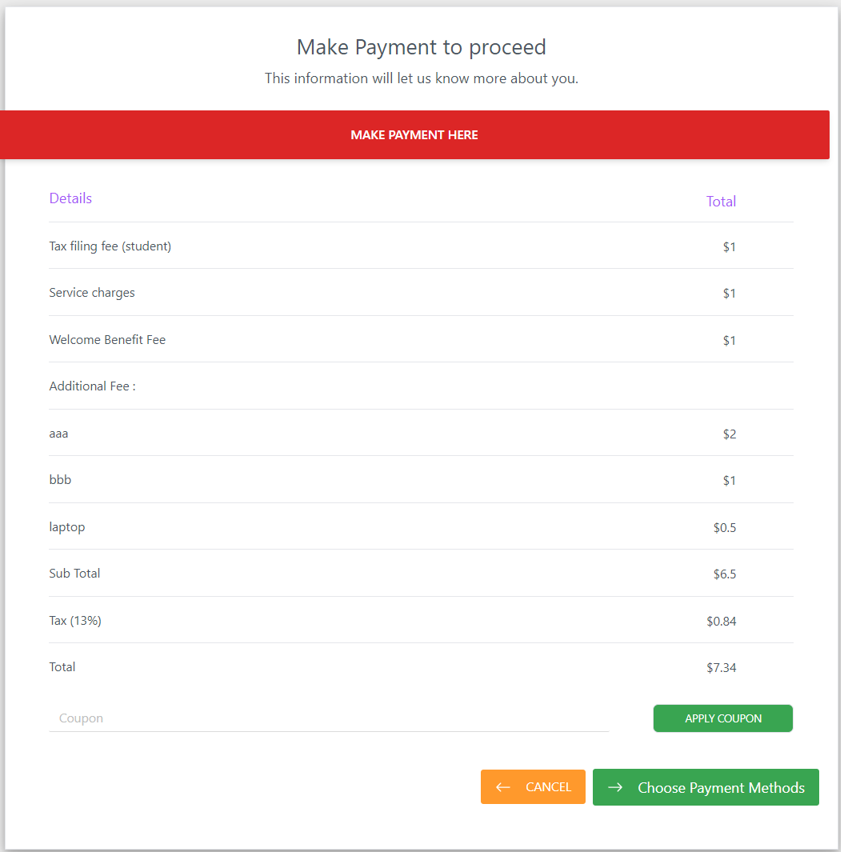 Make Payment to proceed
This information will let us know more about you.
MAKE PAYMENT HERE
Details Total
Tax filing fee (student) $1
Service charges $1
Welcome Benefit Fee $1
Additional Fee :
aaa $2
bbb $1
laptop $0.5
Sub Total $6.5
Tax (13%) $0.84
Total $7.34
Coupon APPLY COUPON
← CANCEL → Choose Payment Methods